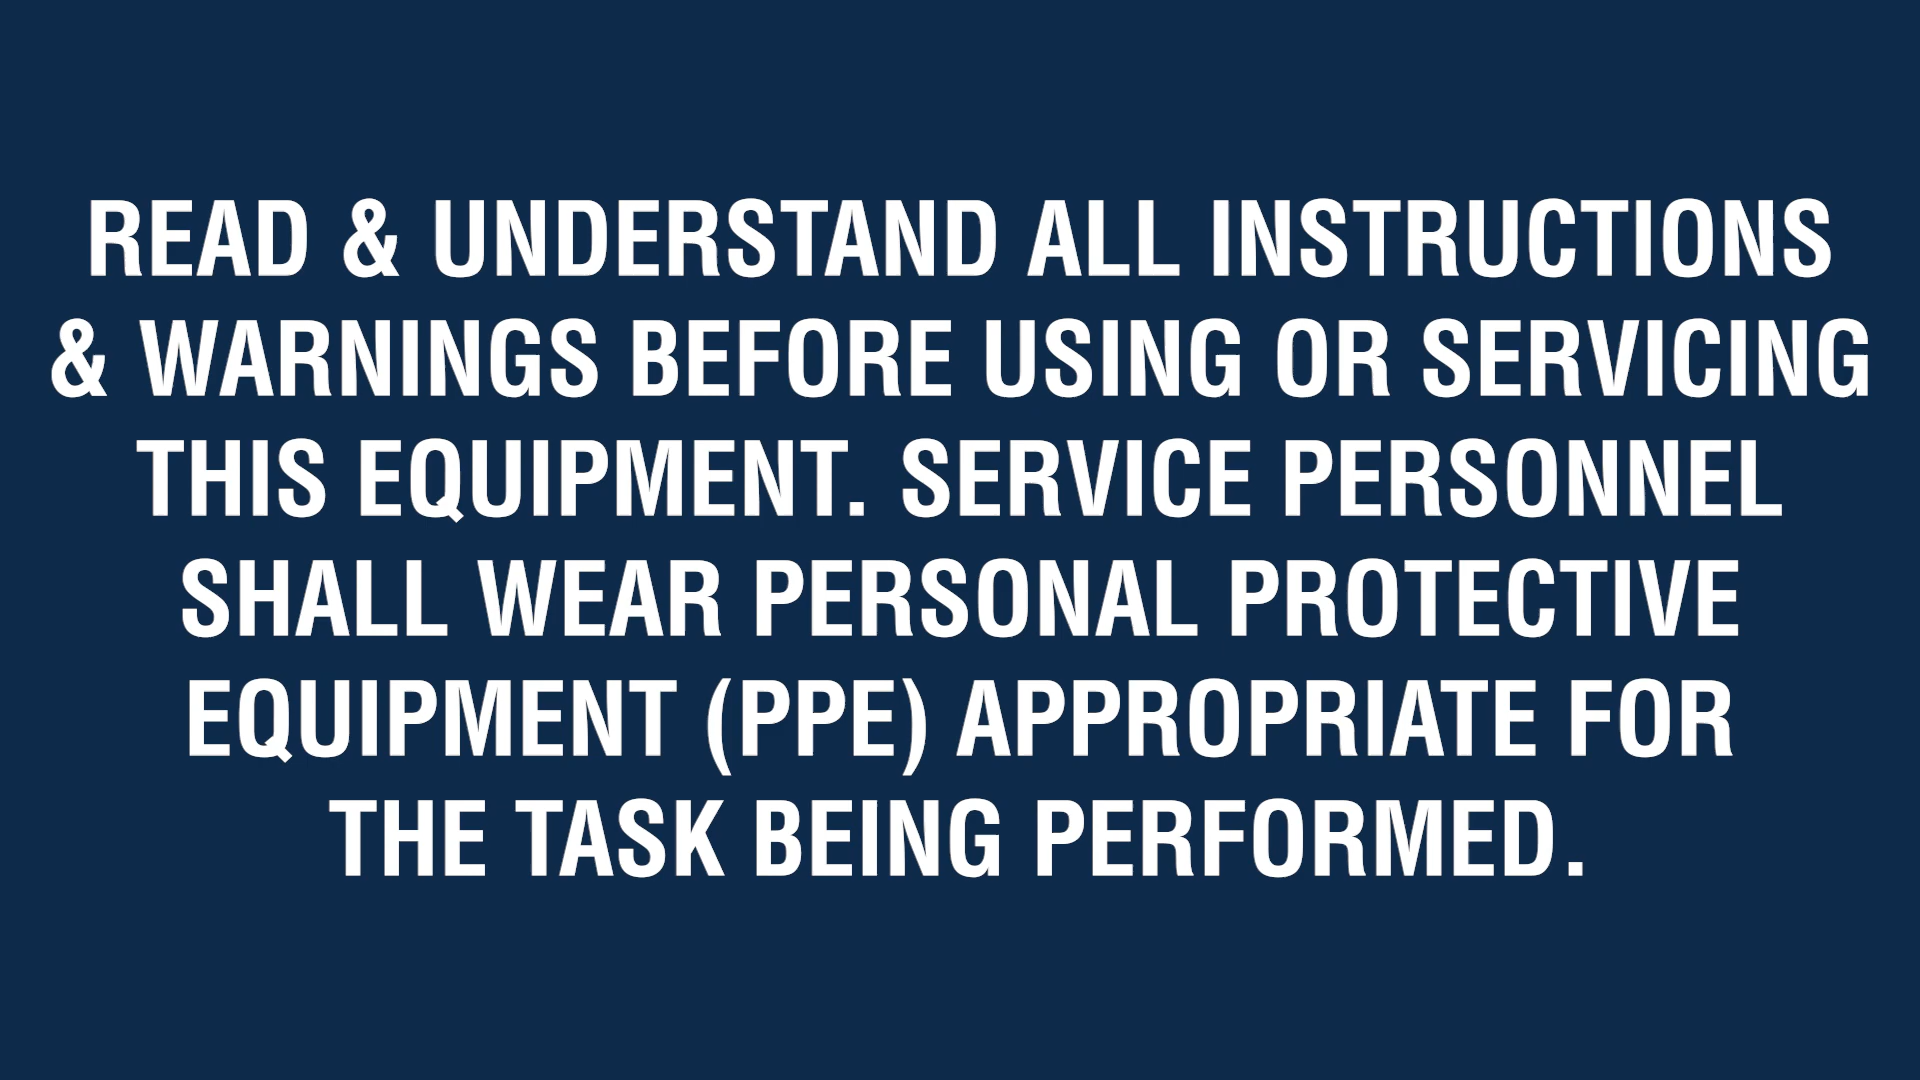 READ & UNDERSTAND ALL INSTRUCTIONS
& WARNINGS BEFORE USING OR SERVICING
THIS EQUIPMENT. SERVICE PERSONNEL
SHALL WEAR PERSONAL PROTECTIVE
EQUIPMENT (PPE) APPROPRIATE FOR
THE TASK BEING PERFORMED.